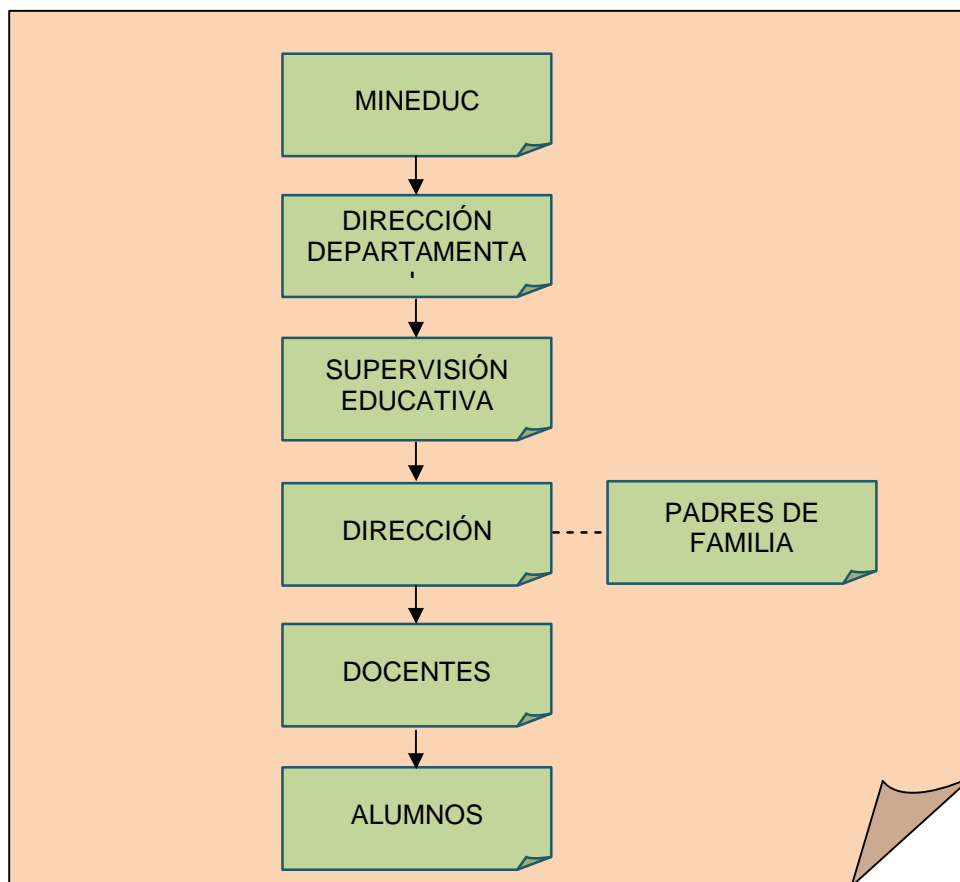 MINEDUC
DIRECCIÓN
DEPARTAMENTA
SUPERVISIÓN
EDUCATIVA
DIRECCIÓN
PADRES DE
FAMILIA
DOCENTES
ALUMNOS